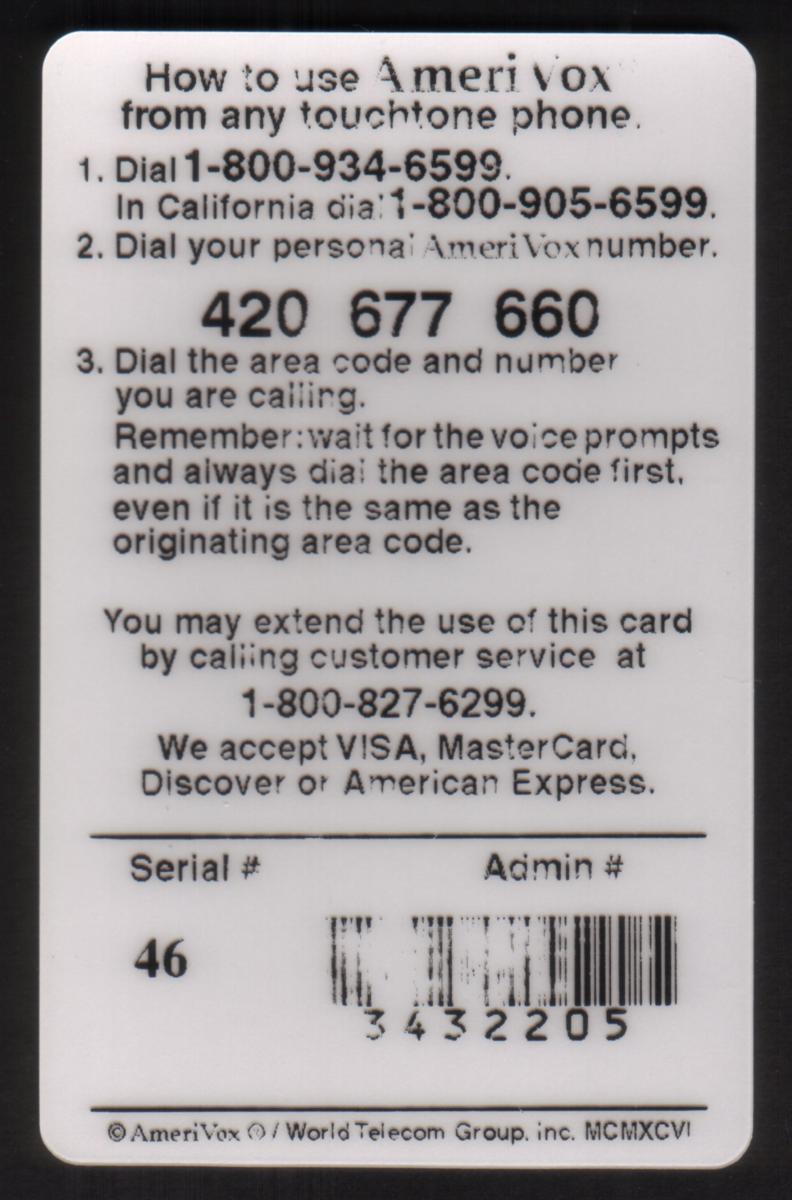 How to use AmeriVox
from any touchtone phone.
1. Dial 1-800-934-6599.
In California dial 1-800-905-6599.
2. Dial your personal AmeriVox number.
420 677 660
3. Dial the area code and number
you are calling.
Remember: wait for the voice prompts
and always dial the area code first,
even if it is the same as the
originating area code.
You may extend the use of this card
by calling customer service at
1-800-827-6299.
We accept VISA, MasterCard,
Discover or American Express.
Serial # Admin #
46
3432205
© AmeriVox ® / World Telecom Group, inc. MCMXCVI